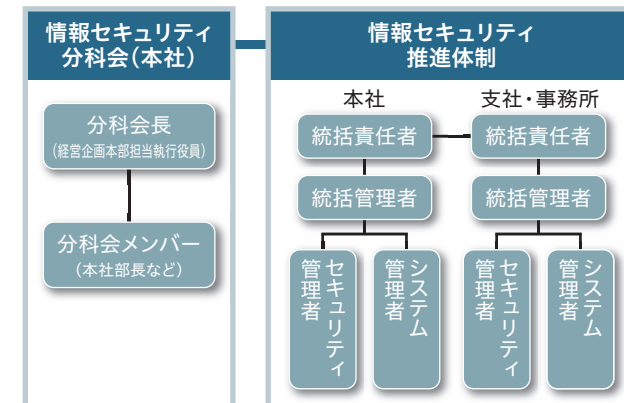 情報セキュリティ
分科会（本社）
分科会長
（経営企画本部担当執行役員）
分科会メンバー
（本社部長など）
情報セキュリティ
推進体制
本社
支社・事務所
統括責任者
統括責任者
統括管理者
統括管理者
セキュリティ
管理者
システム
管理者
セキュリティ
管理者
システム
管理者